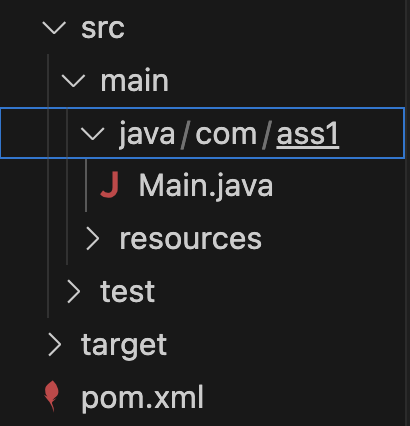 src
main
java/com/ass1
Main.java
resources
test
target
pom.xml